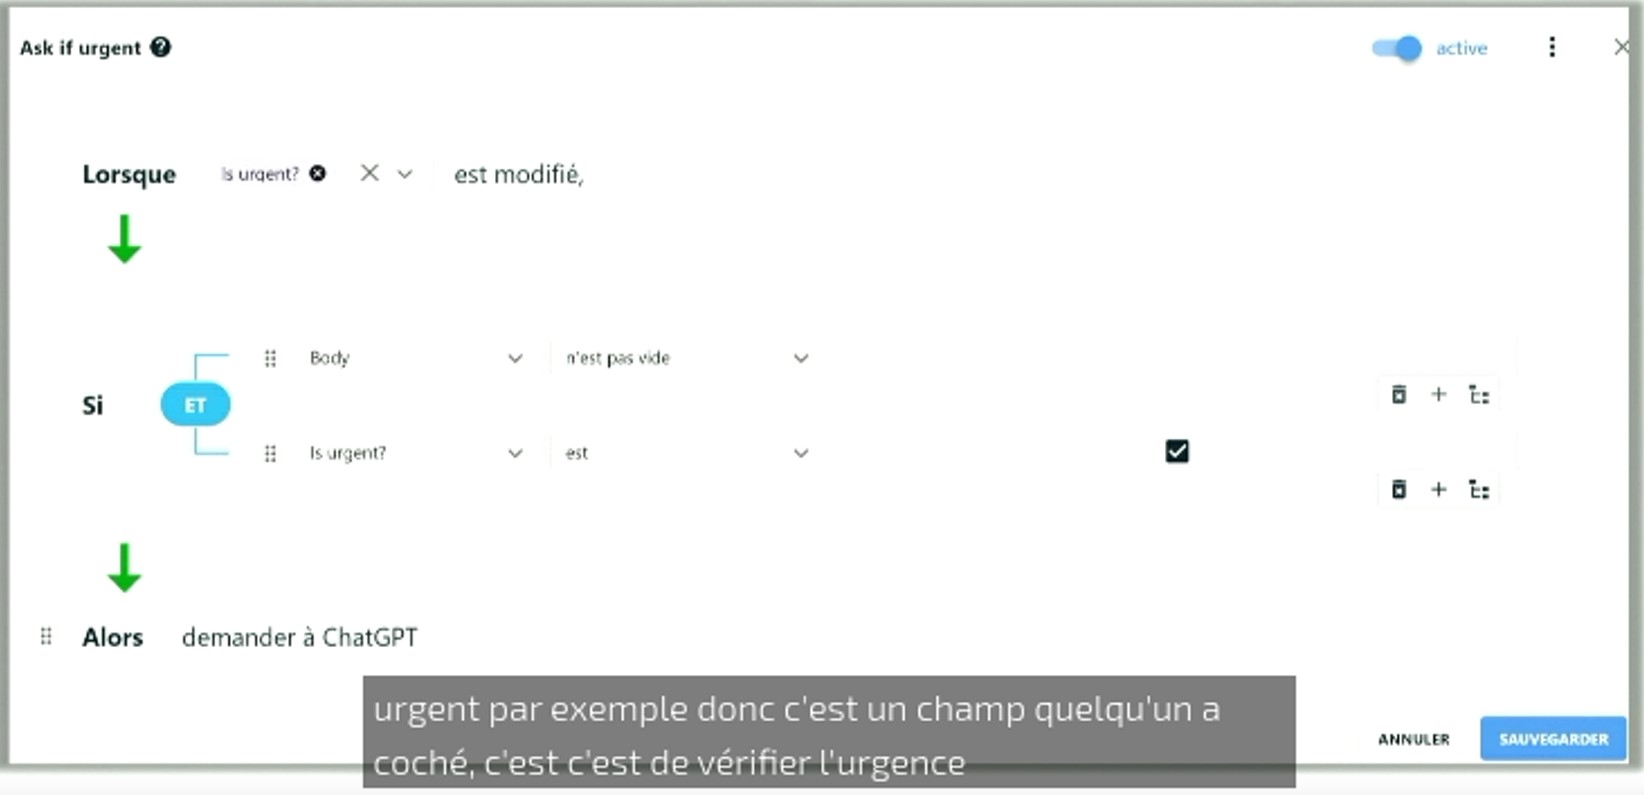 Ask if urgent ?
active
Lorsque Is urgent? est modifié,
Body n'est pas vide
Si ET
Is urgent? est
Alors demander à ChatGPT
urgent par exemple donc c'est un champ quelqu'un a
coché, c'est c'est de vérifier l'urgence
ANNULER SAUVEGARDER